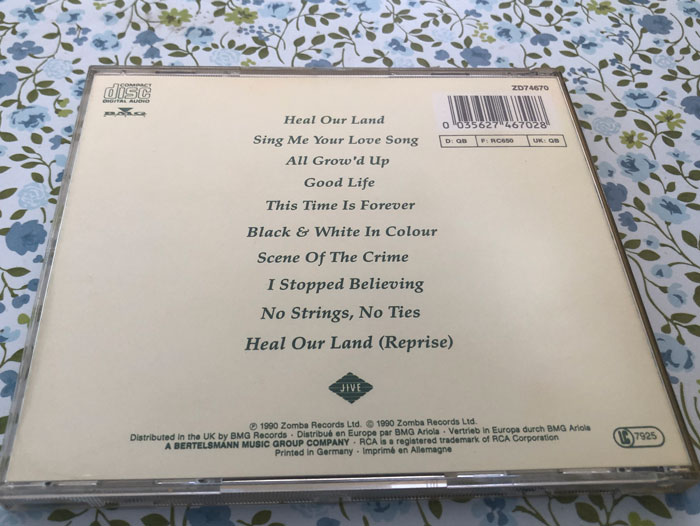 COMPACT
disc
DIGITAL AUDIO
BMG
ZD74670
0 035627 467028
D: QB F: RC650 UK: QB
Heal Our Land
Sing Me Your Love Song
All Grow'd Up
Good Life
This Time Is Forever
Black & White In Colour
Scene Of The Crime
I Stopped Believing
No Strings, No Ties
Heal Our Land (Reprise)
JIVE
℗ 1990 Zomba Records Ltd. © 1990 Zomba Records Ltd.
Distributed in the UK by BMG Records · Distribué en Europe par BMG Ariola · Vertrieb in Europa durch BMG Ariola
A BERTELSMANN MUSIC GROUP COMPANY · RCA is a registered trademark of RCA Corporation
Printed in Germany · Imprimé en Allemagne
LC 7925